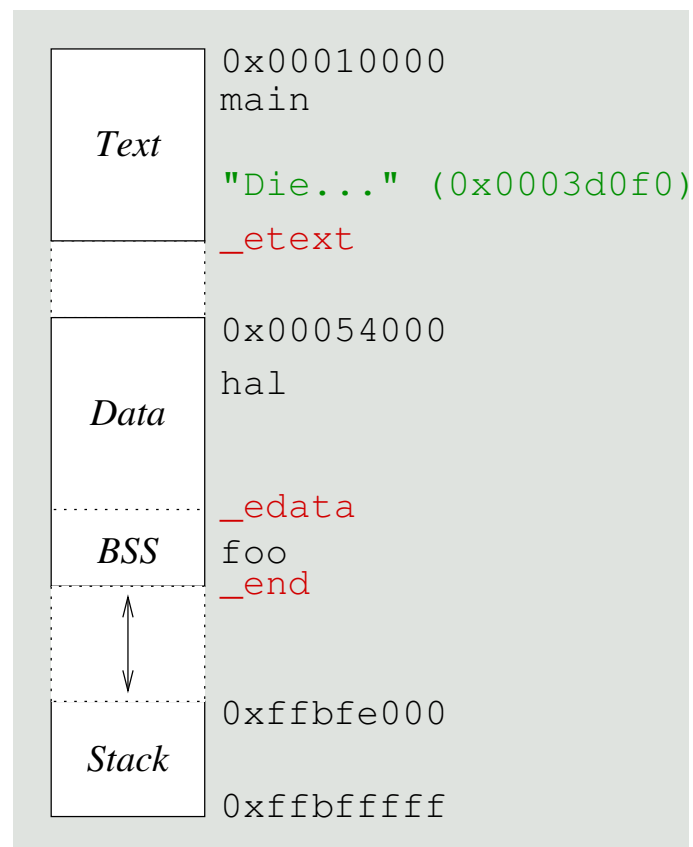 0x00010000
main
Text
"Die..." (0x0003d0f0)
_etext
0x00054000
hal
Data
_edata
BSS foo
_end
0xffbfe000
Stack
0xffbfffff